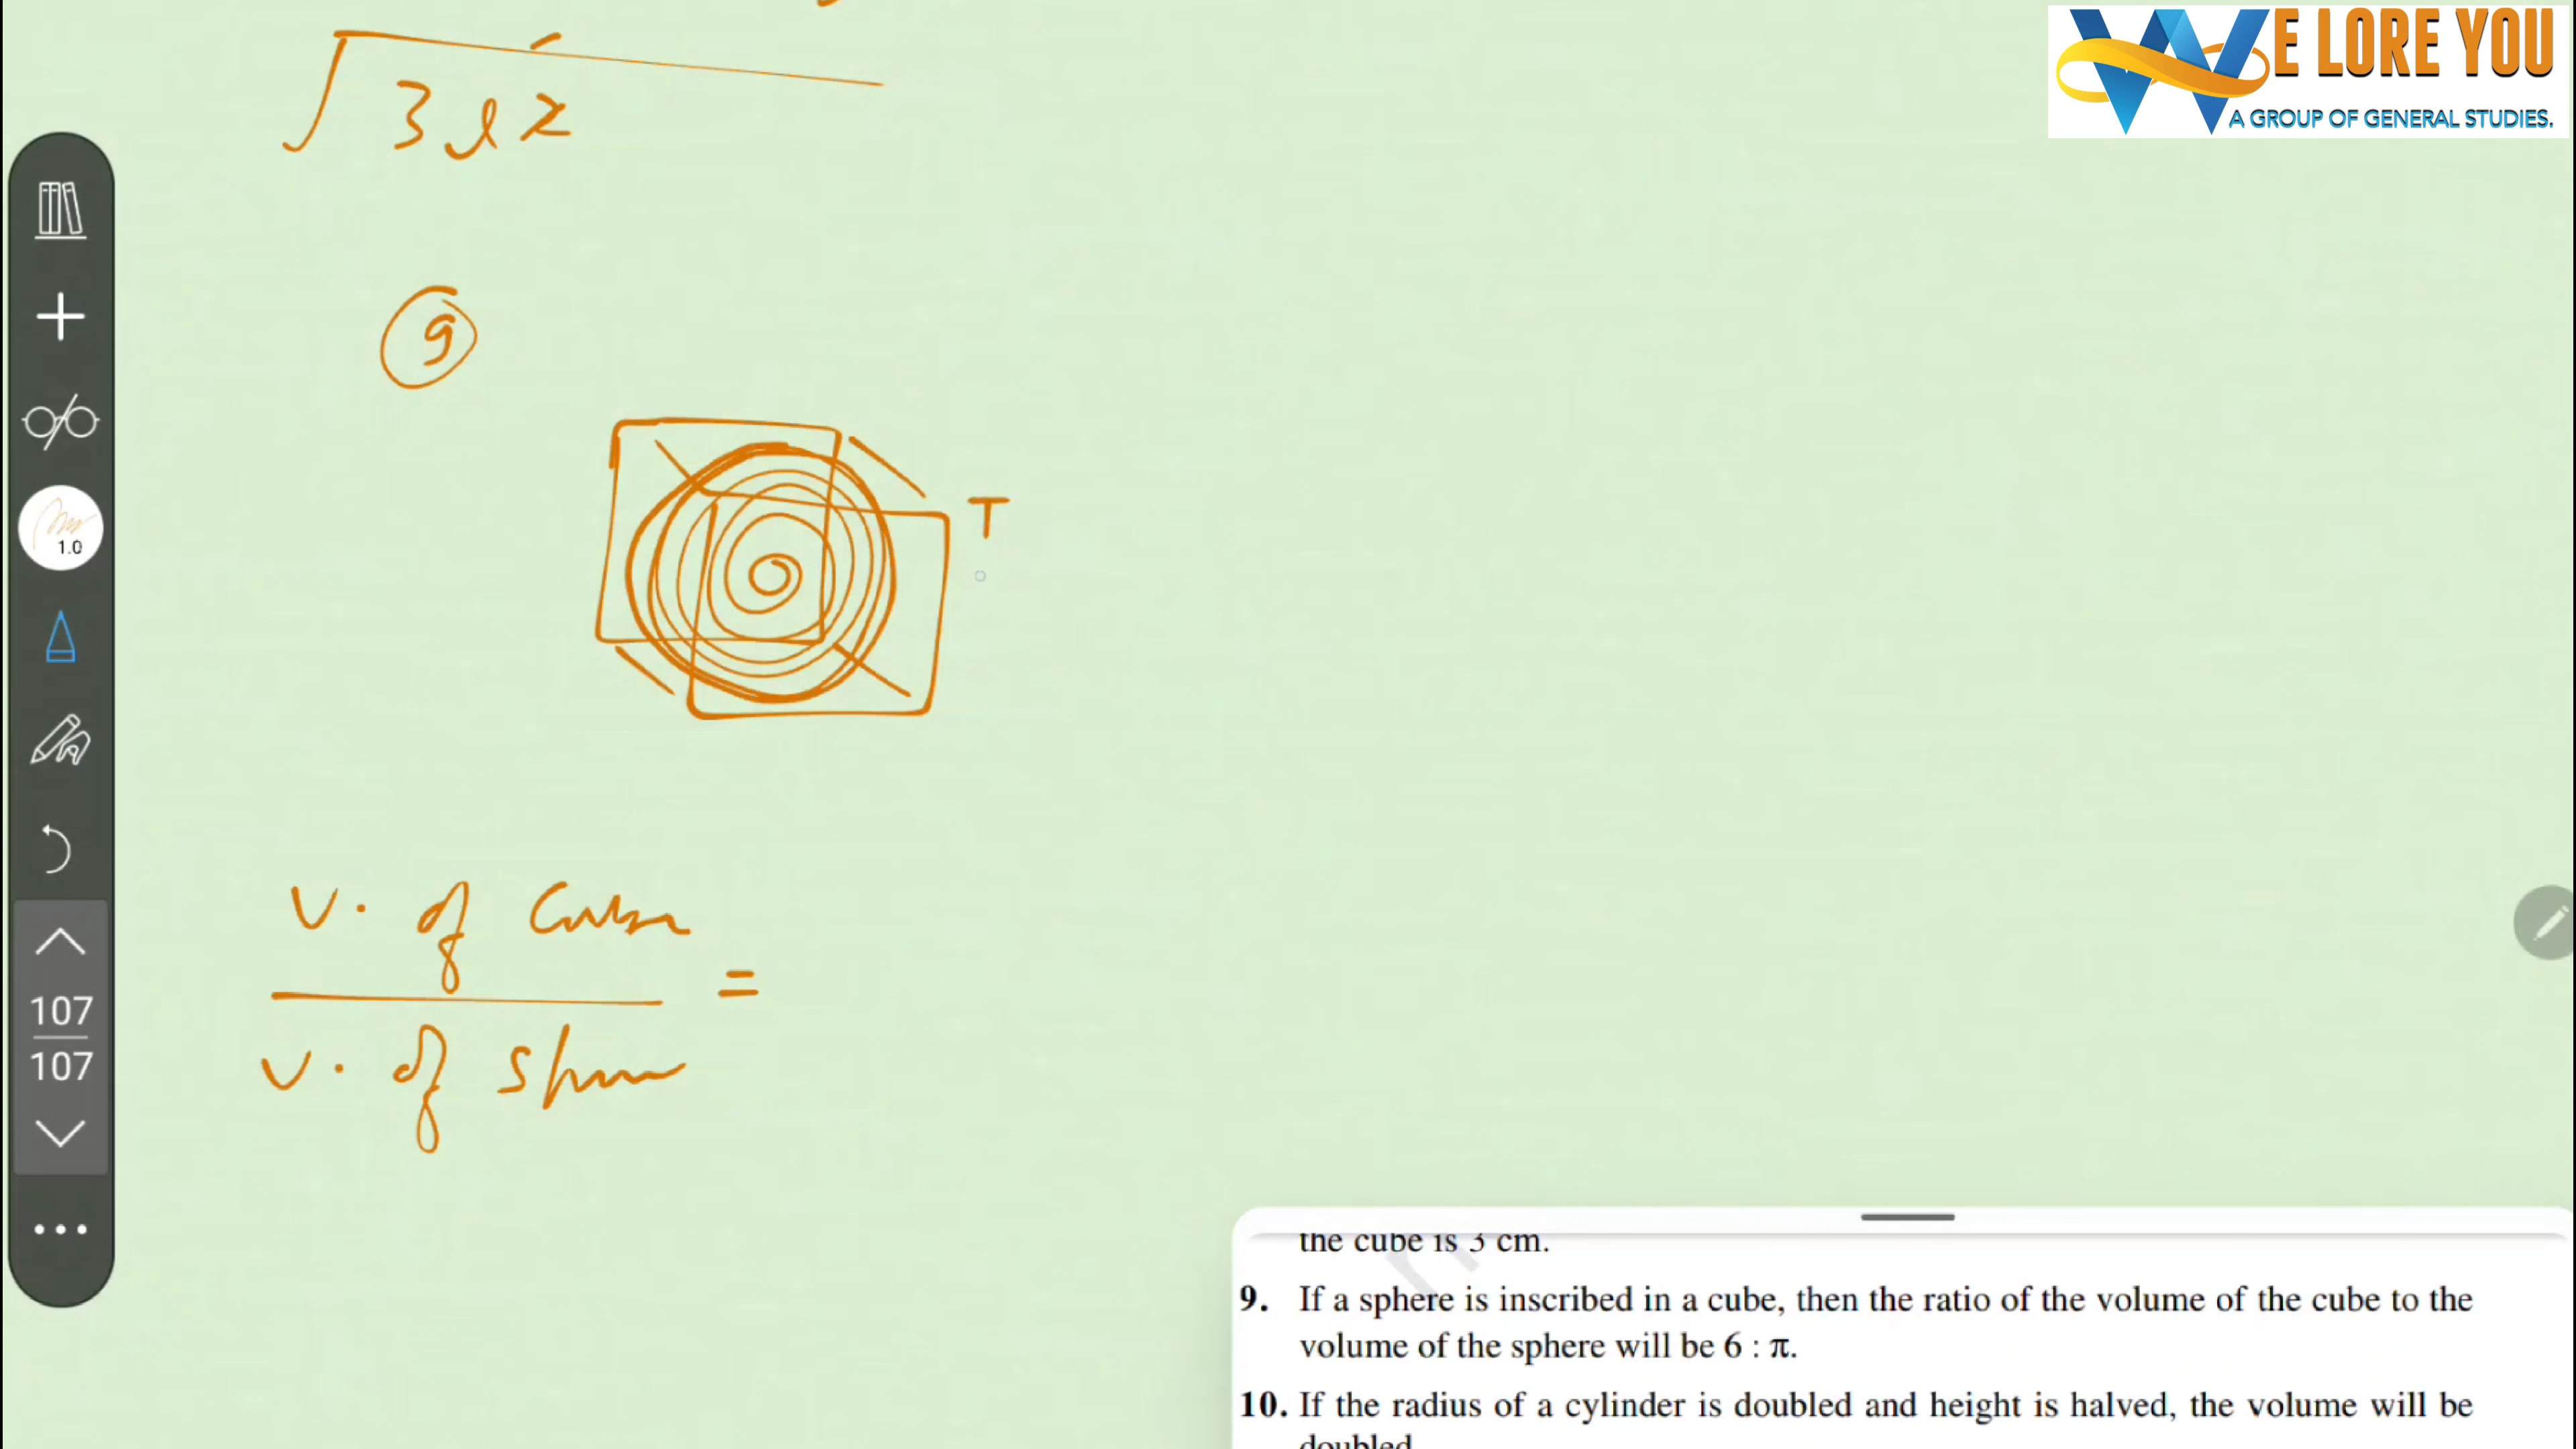 WE LORE YOU
A GROUP OF GENERAL STUDIES.
√3l²
9
T
1.0
V. of Cube
=
V. of Sphere
107
107
the cube is 3 cm.
9. If a sphere is inscribed in a cube, then the ratio of the volume of the cube to the
volume of the sphere will be 6 : π.
10. If the radius of a cylinder is doubled and height is halved, the volume will be
doubled